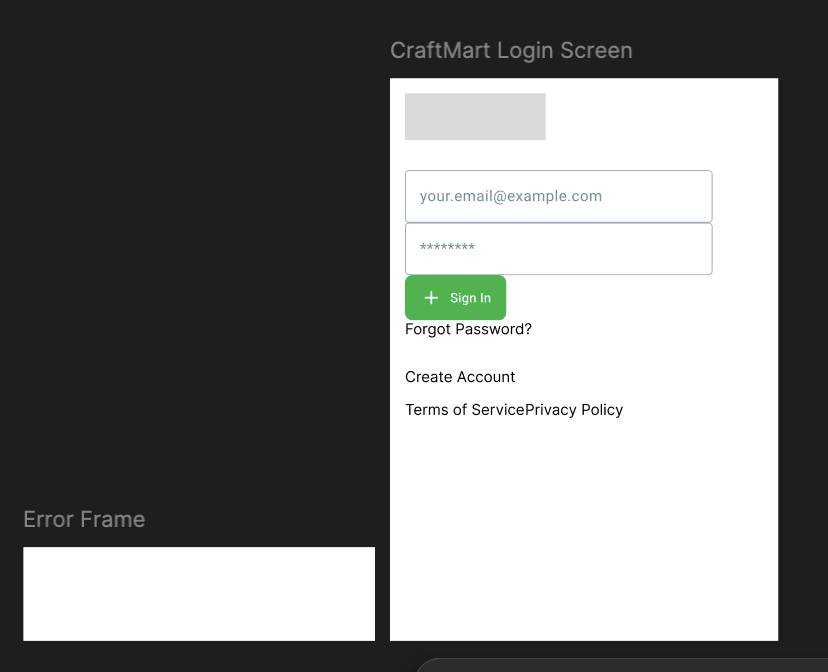 CraftMart Login Screen
your.email@example.com
********
+ Sign In
Forgot Password?
Create Account
Terms of ServicePrivacy Policy
Error Frame